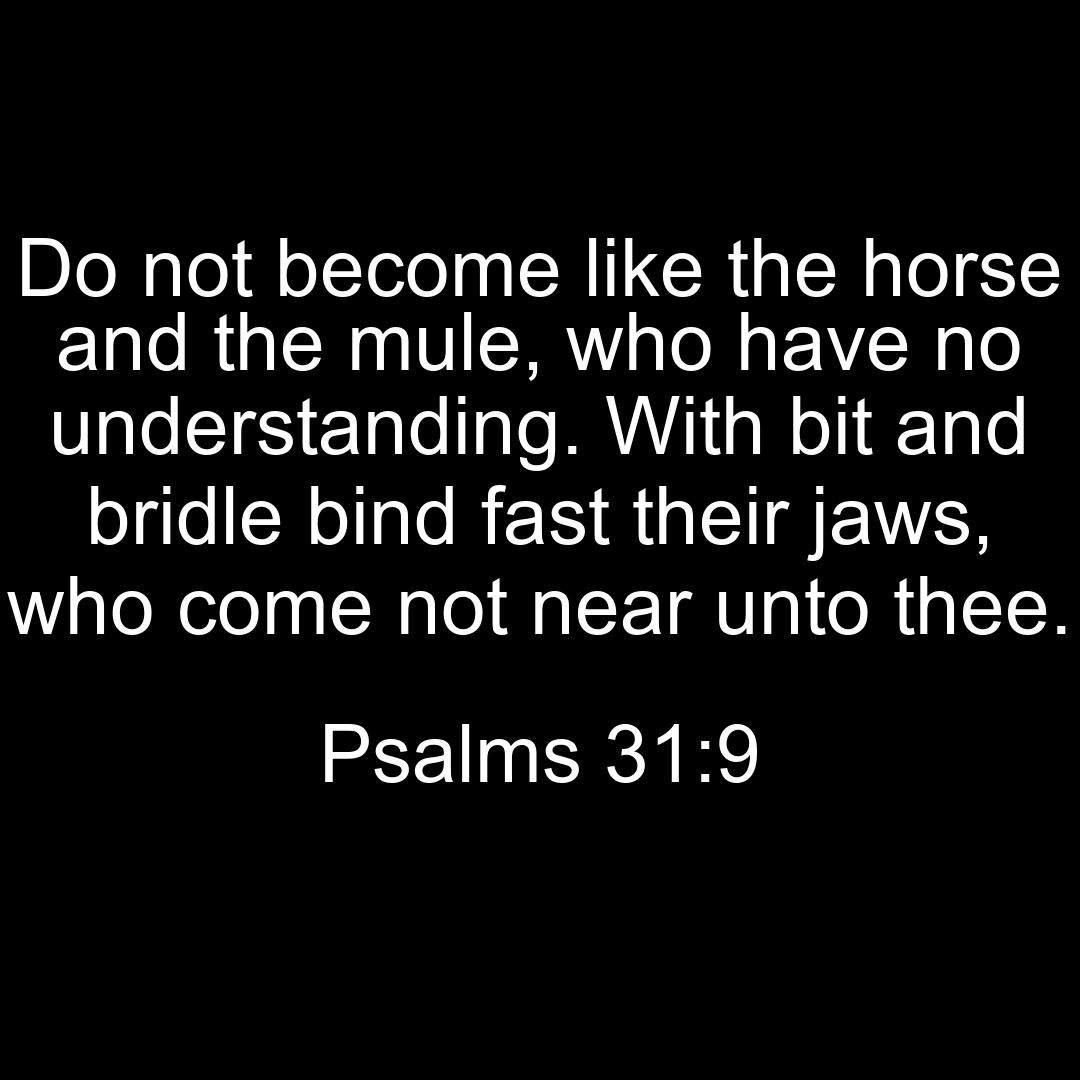 Do not become like the horse
and the mule, who have no
understanding. With bit and
bridle bind fast their jaws,
who come not near unto thee.
Psalms 31:9